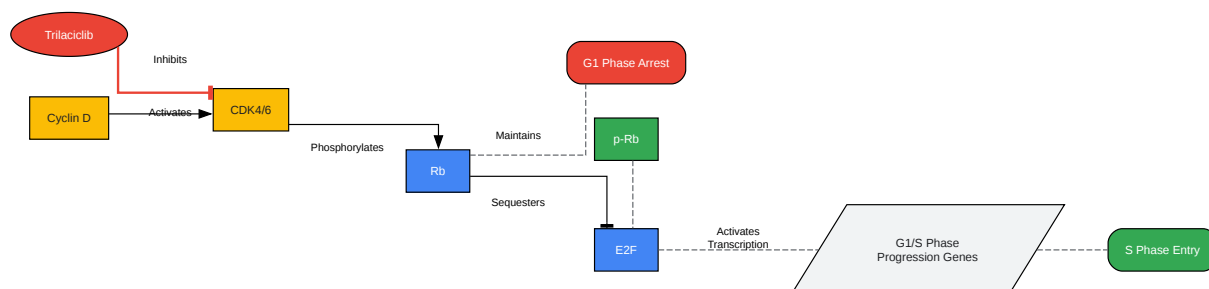 Trilaciclib
Inhibits
G1 Phase Arrest
CDK4/6
Cyclin D
Activates
p-Rb
Maintains
Phosphorylates
Rb
Sequesters
Activates
Transcription
E2F
G1/S Phase
Progression Genes
S Phase Entry